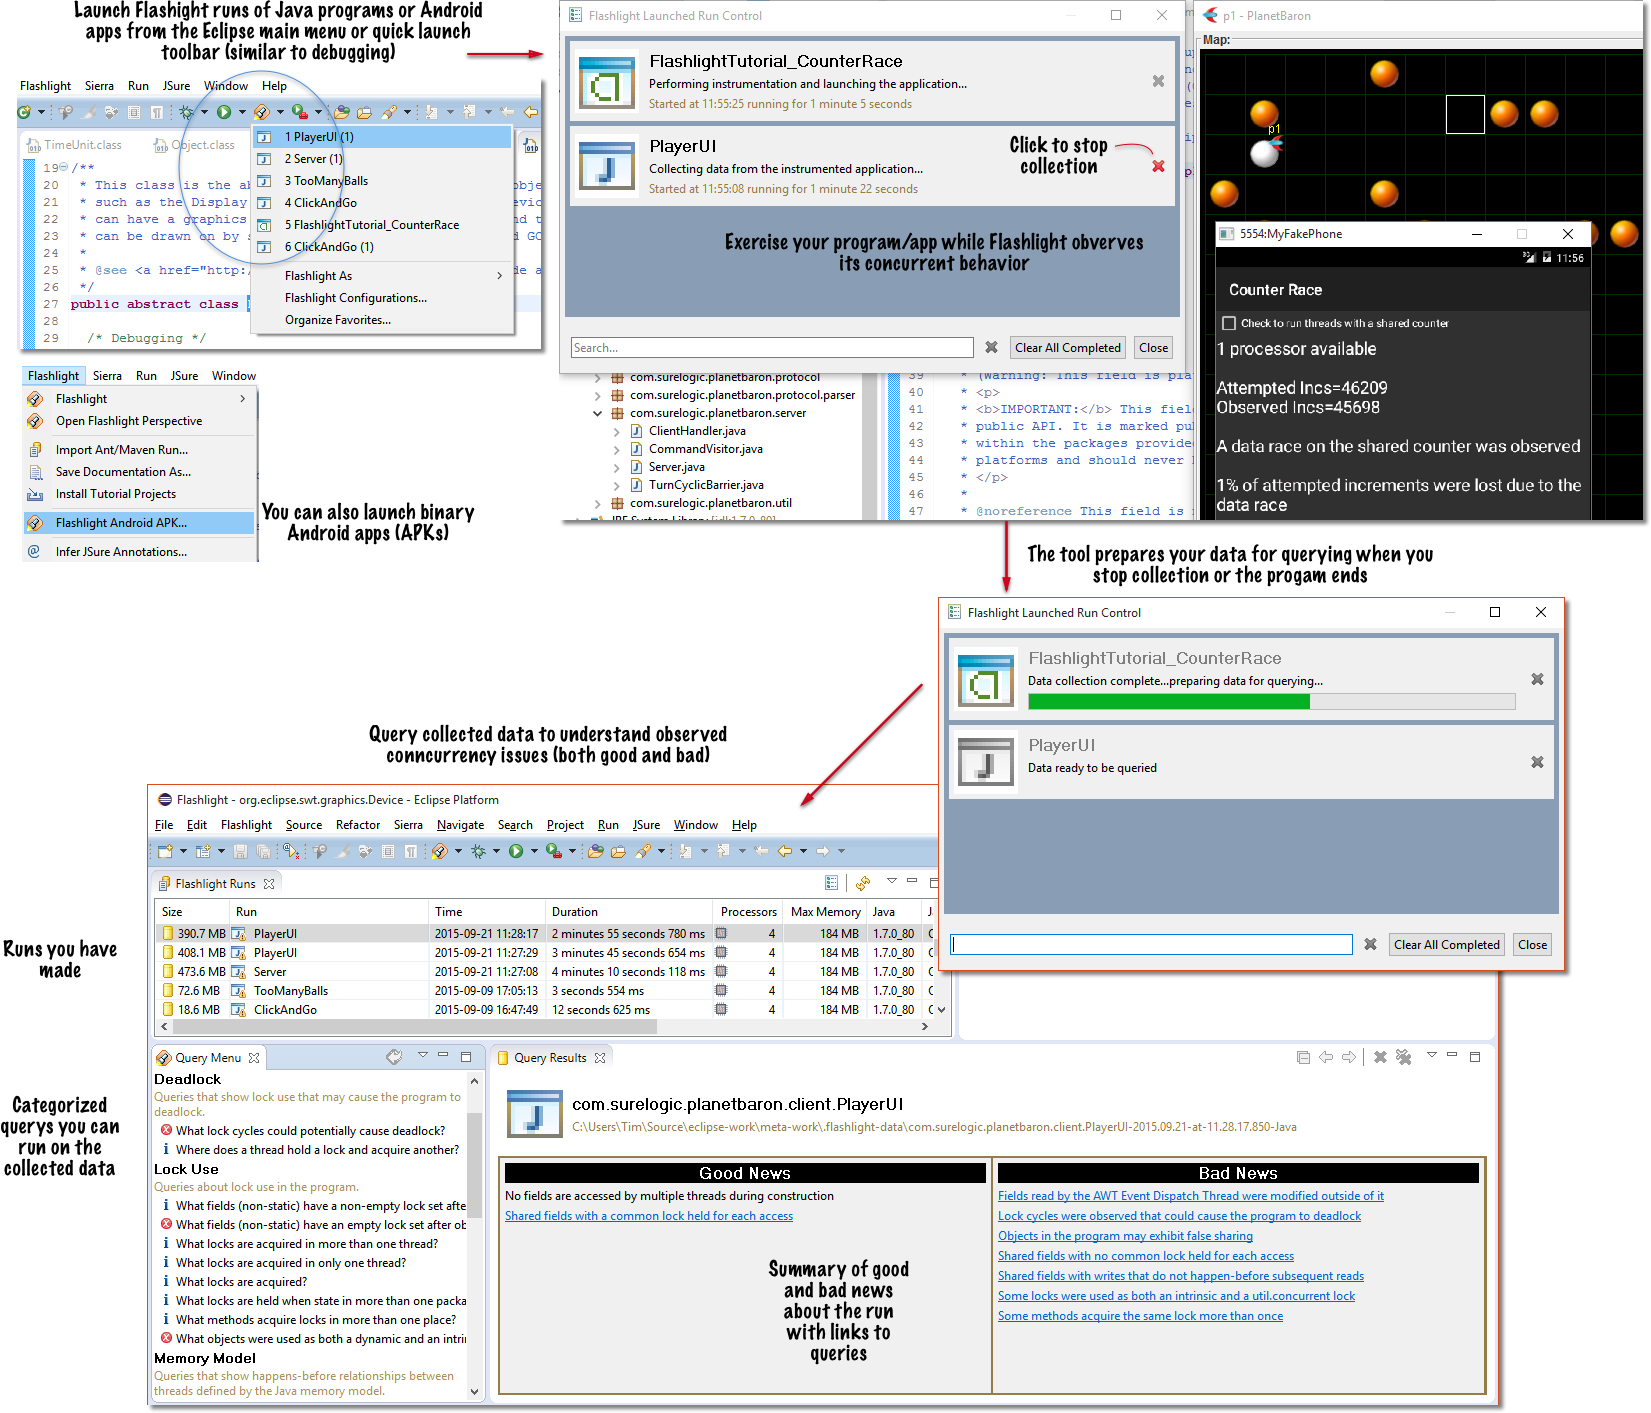 Launch Flashight runs of Java programs or Android
apps from the Eclipse main menu or quick launch
toolbar (similar to debugging)
Flashlight Sierra Run JSure Window Help
TimeUnit.class Object.class
1 PlayerUI (1)
2 Server (1)
3 TooManyBalls
4 ClickAndGo
5 FlashlightTutorial_CounterRace
6 ClickAndGo (1)
Flashlight As
Flashlight Configurations...
Organize Favorites...
19 /**
20 * This class is the ab obje
21 * such as the Display evic
22 * can have a graphics nd t
23 * can be drawn on by s d GC
24 *
25 * @see <a href="http: de a
26 */
27 public abstract class
28
29 /* Debugging */
Flashlight Sierra Run JSure Window
Flashlight
Open Flashlight Perspective
Import Ant/Maven Run...
Save Documentation As...
Install Tutorial Projects
Flashlight Android APK...
Infer JSure Annotations...
You can also launch binary
Android apps (APKs)
Flashlight Launched Run Control
FlashlightTutorial_CounterRace
Performing instrumentation and launching the application...
Started at 11:55:25 running for 1 minute 5 seconds
PlayerUI
Collecting data from the instrumented application...
Started at 11:55:08 running for 1 minute 22 seconds
Click to stop
collection
Exercise your program/app while Flashlight obverves
its concurrent behavior
Search...
Clear All Completed
Close
com.surelogic.planetbaron.protocol
com.surelogic.planetbaron.protocol.parser
com.surelogic.planetbaron.server
ClientHandler.java
CommandVisitor.java
Server.java
TurnCyclicBarrier.java
com.surelogic.planetbaron.util
39 * (Warning: This field is pla
40 * <p>
41 * <b>IMPORTANT:</b> This fiel
42 * public API. It is marked pu
43 * within the packages provide
44 * platforms and should never
45 * </p>
46 *
47 * @noreference This field is
p1 - PlanetBaron
Map:
p1
5554:MyFakePhone
3G 11:56
Counter Race
Check to run threads with a shared counter
1 processor available
Attempted Incs=46209
Observed Incs=45698
A data race on the shared counter was observed
1% of attempted increments were lost due to the
data race
The tool prepares your data for querying when you
stop collection or the progam ends
Flashlight Launched Run Control
FlashlightTutorial_CounterRace
Data collection complete...preparing data for querying...
PlayerUI
Data ready to be queried
Clear All Completed
Close
Query collected data to understand observed
conncurrency issues (both good and bad)
Flashlight - org.eclipse.swt.graphics.Device - Eclipse Platform
File Edit Flashlight Source Refactor Sierra Navigate Search Project Run JSure Window Help
Flashlight Runs
Size Run Time Duration Processors Max Memory Java J
390.7 MB PlayerUI 2015-09-21 11:28:17 2 minutes 55 seconds 780 ms 4 184 MB 1.7.0_80
408.1 MB PlayerUI 2015-09-21 11:27:29 3 minutes 45 seconds 654 ms 4 184 MB 1.7.0_80
473.6 MB Server 2015-09-21 11:27:08 4 minutes 10 seconds 118 ms 4 184 MB 1.7.0_80
72.6 MB TooManyBalls 2015-09-09 17:05:13 3 seconds 554 ms 4 184 MB 1.7.0_80
18.6 MB ClickAndGo 2015-09-09 16:47:49 12 seconds 625 ms 4 184 MB 1.7.0_80
Runs you have
made
Categorized
querys you can
run on the
collected data
Query Menu
Deadlock
Queries that show lock use that may cause the program to
deadlock.
What lock cycles could potentially cause deadlock?
Where does a thread hold a lock and acquire another?
Lock Use
Queries about lock use in the program.
What fields (non-static) have a non-empty lock set afte
What fields (non-static) have an empty lock set after ob
What locks are acquired in more than one thread?
What locks are acquired in only one thread?
What locks are acquired?
What locks are held when state in more than one packa
What methods acquire locks in more than one place?
What objects were used as both a dynamic and an intrin
Memory Model
Queries that show happens-before relationships between
threads defined by the Java memory model.
Query Results
com.surelogic.planetbaron.client.PlayerUI
C:\Users\Tim\Source\eclipse-work\meta-work\.flashlight-data\com.surelogic.planetbaron.client.PlayerUI-2015.09.21-at-11.28.17.850-Java
Good News
No fields are accessed by multiple threads during construction
Shared fields with a common lock held for each access
Bad News
Fields read by the AWT Event Dispatch Thread were modified outside of it
Lock cycles were observed that could cause the program to deadlock
Objects in the program may exhibit false sharing
Shared fields with no common lock held for each access
Shared fields with writes that do not happen-before subsequent reads
Some locks were used as both an intrinsic and a util.concurrent lock
Some methods acquire the same lock more than once
Summary of good
and bad news
about the run
with links to
queries